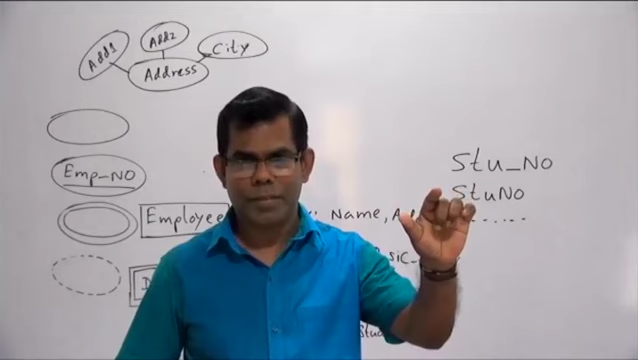 Add1 Add2 City
Address
Stu_No
Emp_NO
StuNo
Employee Name,